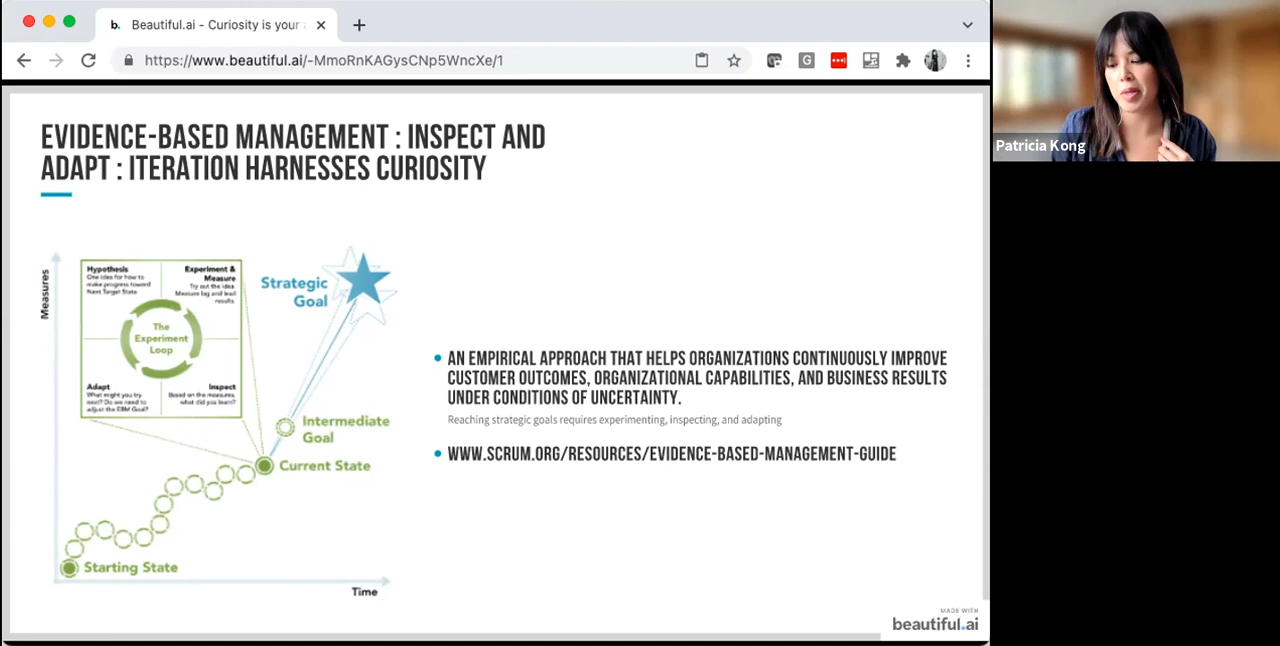 b. Beautiful.ai - Curiosity is your
https://www.beautiful.ai/-MmoRnKAGysCNp5WncXe/1
G
Patricia Kong
EVIDENCE-BASED MANAGEMENT : INSPECT AND
ADAPT : ITERATION HARNESSES CURIOSITY
Measures
Hypothesis
One idea for how to
make progress toward
Next Target State
Experiment &
Measure
Try out the idea.
Measure lag and lead
results.
The
Experiment
Loop
Adapt
What might you try
next? Do we need to
adjust the EBM Goal?
Inspect
Based on the measures,
what did you learn?
Strategic
Goal
Intermediate
Goal
Current State
Starting State
Time
AN EMPIRICAL APPROACH THAT HELPS ORGANIZATIONS CONTINUOUSLY IMPROVE
CUSTOMER OUTCOMES, ORGANIZATIONAL CAPABILITIES, AND BUSINESS RESULTS
UNDER CONDITIONS OF UNCERTAINTY.
Reaching strategic goals requires experimenting, inspecting, and adapting
WWW.SCRUM.ORG/RESOURCES/EVIDENCE-BASED-MANAGEMENT-GUIDE
MADE WITH
beautiful.ai